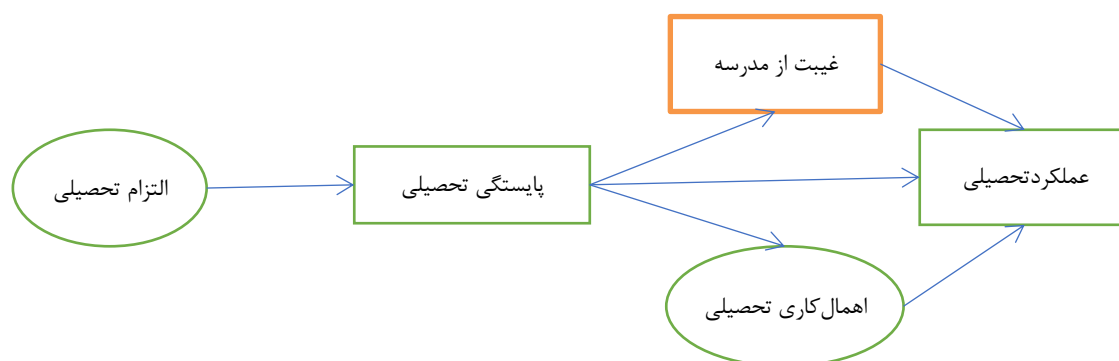 غیبت از مدرسه
التزام تحصیلی
پایستگی تحصیلی
عملکردتحصیلی
اهمال‌کاری تحصیلی